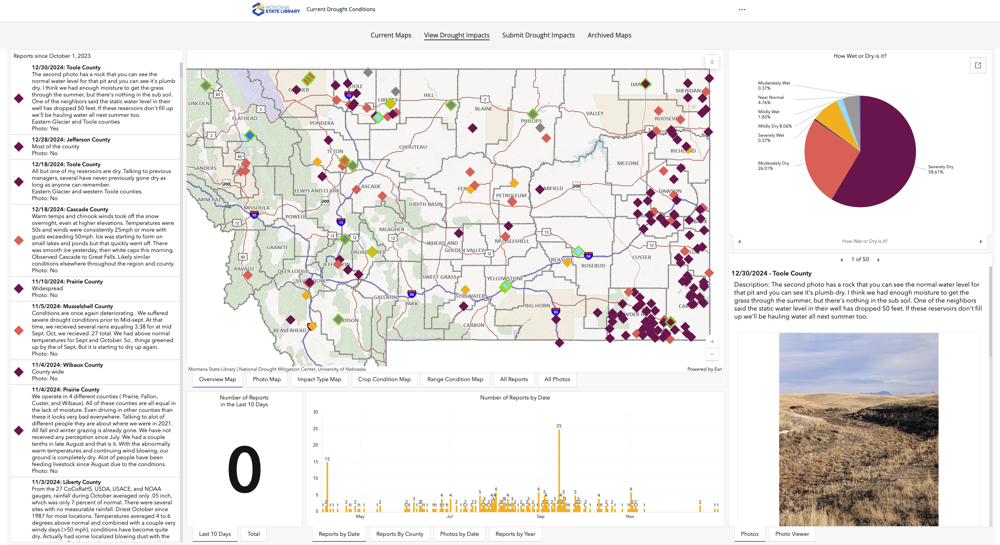 MONTANA
STATE LIBRARY
Current Drought Conditions
...
Current Maps
View Drought Impacts
Submit Drought Impacts
Archived Maps
Reports since October 1, 2023
12/30/2024: Toole County
The second photo has a rock that you can see the
normal water level for that pit and you can see it's plumb
dry. I think we had enough moisture to get the grass
through the summer, but there's nothing in the sub soil.
One of the neighbors said the static water level in their
well has dropped 50 feet. If these reservoirs don't fill up
we'll be hauling water all next summer too.
Eastern Glacier and Toole counties
Photo: Yes
12/28/2024: Jefferson County
Most of the county
Photo: No
12/18/2024: Toole County
All but one of my reservoirs are dry. Talking to previous
managers, several have never previously gone dry as
long as anyone can remember.
Eastern Glacier and western Toole counties.
Photo: No
12/18/2024: Cascade County
Warm temps and chinook winds took off the snow
overnight, even at higher elevations. Temperatures were
50s and winds were consistently 25mph or more with
gusts exceeding 50mph. Ice was starting to form on
small lakes and ponds but that quickly went off. There
was smooth ice yesterday, then white caps this morning.
Observed Cascade to Great Falls. Likely similar
conditions elsewhere throughout the region and county.
Photo: No
11/10/2024: Prairie County
Widespread
Photo: No
11/5/2024: Musselshell County
Conditions are once again deteriorating . We suffered
severe drought conditions prior to Mid-sept. At that
time, we recieved several rains equaling 3.38 for at mid
Sept. Oct, we recieved .27 total. We had above normal
temperatures for Sept and October. So , things greened
up by the of Sept. But it is starting to dry up again.
Photo: No
11/4/2024: Wibaux County
County wide
Photo: No
11/4/2024: Prairie County
We operate in 4 different counties ( Prairie, Fallon,
Custer, and Wibaux). All of these counties are all equal in
the lack of moisture. Even driving in other counties than
these it looks very bad everywhere. Talking to alot of
different people they are about where we were in 2021.
All fall and winter grazing is already gone. We have not
received any perception since July. We had a couple
tenths in late August and that is it. With the abnormally
warm temperatures and continuing wind blowing, our
ground is completely dry. Alot of people have been
feeding livestock since August due to the conditions.
Photo: No
11/3/2024: Liberty County
From the 27 CoCoRaHS, USDA, USACE, and NOAA
gauges, rainfall during October averaged only .05 inch,
which was only 7 percent of normal. There were several
sites with no measurable rainfall. Driest October since
1987 for most locations. Temperatures averaged 4 to 6
degrees above normal and combined with a couple very
windy days (>50 mph), conditions have become quite
dry. Actually had some localized blowing dust with the
LINCOLN
FLATHEAD
SANDERS
MINERAL
MISSOULA
POWELL
GRANITE
RAVALLI
DEER LODGE
BEAVERHEAD
PONDERA
TETON
LEWIS AND CLARK
CASCADE
HILL
BLAINE
CHOUTEAU
PHILLIPS
VALLEY
SHERIDAN
MCCONE
DAWSON
PETROLEUM
JUDITH BASIN
MEAGHER
WHEATLAND
GOLDEN VALLEY
MUSSELSHELL
ROSEBUD
CUSTER
SWEET GRASS
YELLOWSTONE
STILLWATER
GALLATIN
PARK
CARBON
BIG HORN
93
2
2
93
200
90
12
93
15
200
15
12
12
12
90
2
12
12
94
90
200
2
12
Montana State Library | National Drought Mitigation Center, University of Nebraska
Powered by Esri
Overview Map
Photo Map
Impact Type Map
Crop Condition Map
Range Condition Map
All Reports
All Photos
Number of Reports
in the Last 10 Days
0
Last 10 Days
Total
Number of Reports by Date
30
25
20
15
10
5
0
15
25
May
Jul
Sep
Nov
Reports by Date
Reports By County
Photos by Date
Reports by Year
How Wet or Dry is it?
Moderately Wet
0.37%
Near Normal
4.76%
Mildly Wet
1.83%
Mildly Dry 8.06%
Severely Wet
0.37%
Moderately Dry
26.01%
Severely Dry
58.61%
How Wet or Dry is it?
1 of 50
12/30/2024 - Toole County
Description: The second photo has a rock that you can see the normal water level for
that pit and you can see it's plumb dry. I think we had enough moisture to get the
grass through the summer, but there's nothing in the sub soil. One of the neighbors
said the static water level in their well has dropped 50 feet. If these reservoirs don't fill
up we'll be hauling water all next summer too.
Photos
Photo Viewer